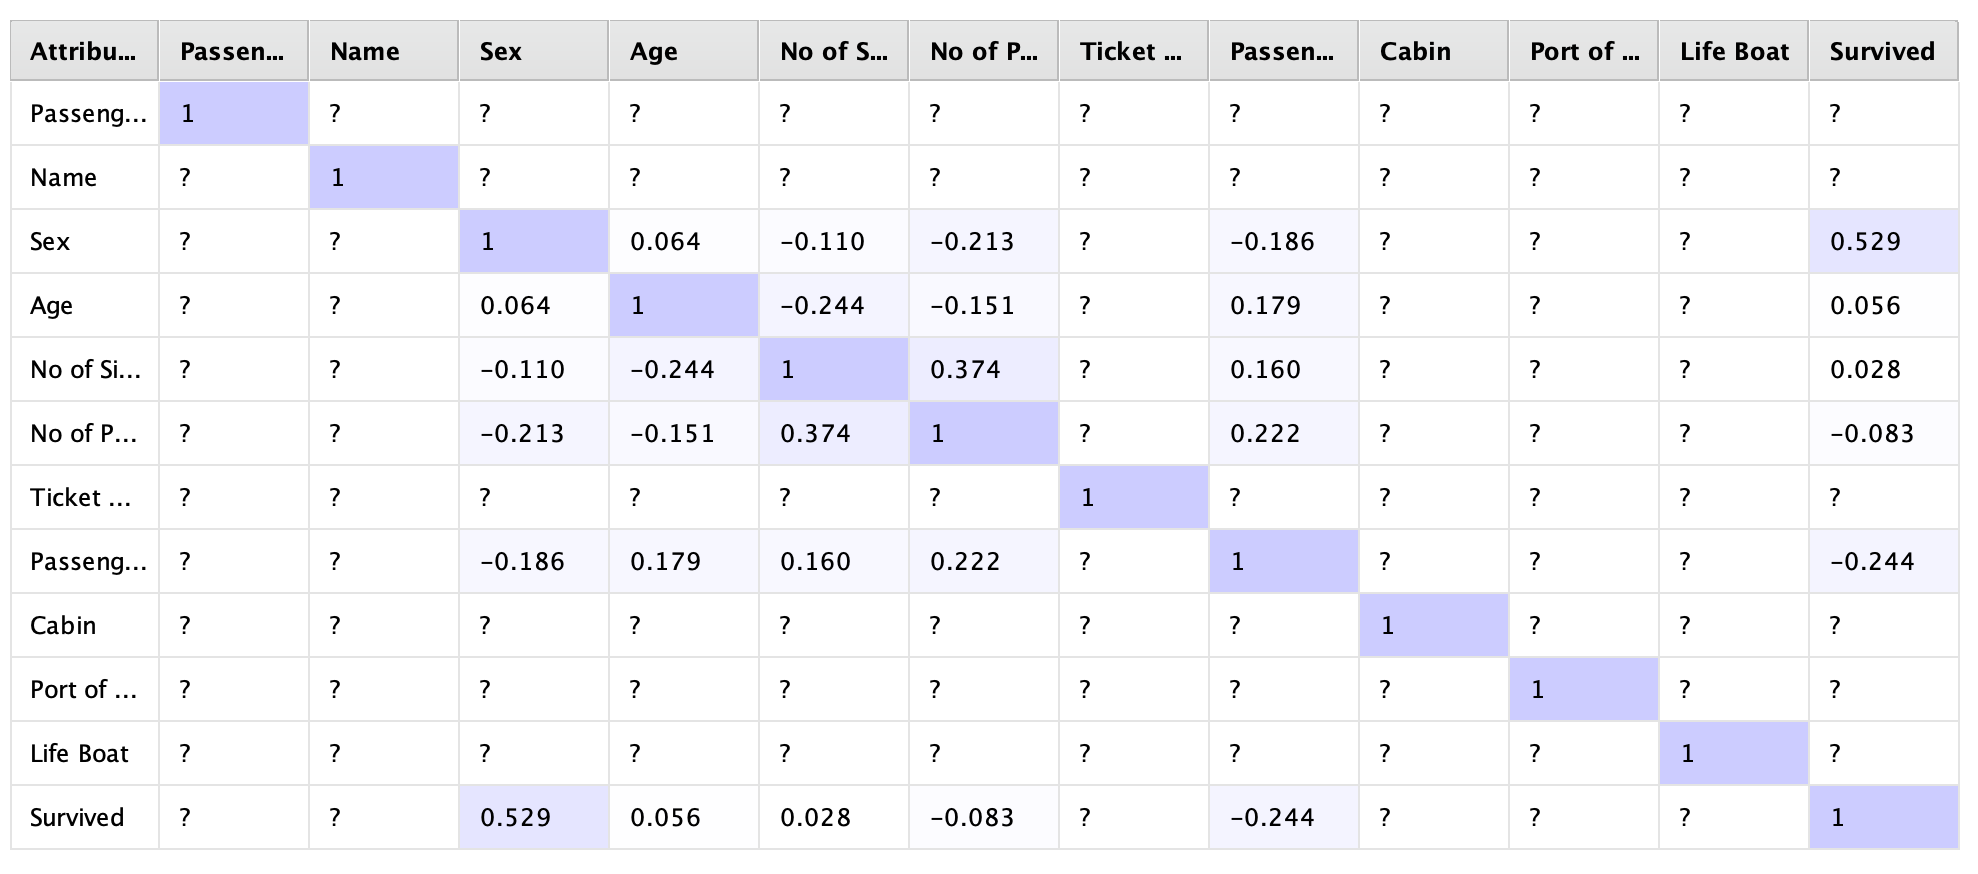 Attribu... Passen... Name Sex Age No of S... No of P... Ticket ... Passen... Cabin Port of ... Life Boat Survived
Passeng... 1 ? ? ? ? ? ? ? ? ? ? ?
Name ? 1 ? ? ? ? ? ? ? ? ? ?
Sex ? ? 1 0.064 −0.110 −0.213 ? −0.186 ? ? ? 0.529
Age ? ? 0.064 1 −0.244 −0.151 ? 0.179 ? ? ? 0.056
No of Si... ? ? −0.110 −0.244 1 0.374 ? 0.160 ? ? ? 0.028
No of P... ? ? −0.213 −0.151 0.374 1 ? 0.222 ? ? ? −0.083
Ticket ... ? ? ? ? ? ? 1 ? ? ? ? ?
Passeng... ? ? −0.186 0.179 0.160 0.222 ? 1 ? ? ? −0.244
Cabin ? ? ? ? ? ? ? ? 1 ? ? ?
Port of ... ? ? ? ? ? ? ? ? ? 1 ? ?
Life Boat ? ? ? ? ? ? ? ? ? ? 1 ?
Survived ? ? 0.529 0.056 0.028 −0.083 ? −0.244 ? ? ? 1